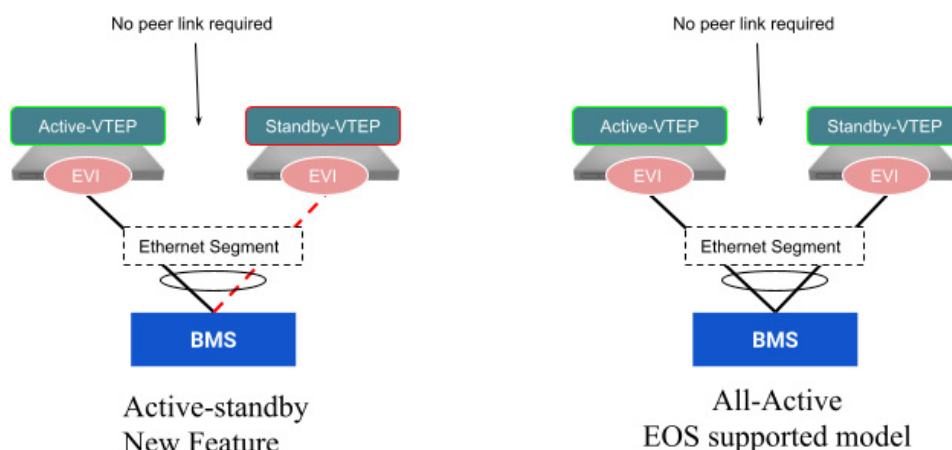 No peer link required
Active-VTEP
Standby-VTEP
EVI
EVI
Ethernet Segment
BMS
Active-standby
New Feature
No peer link required
Active-VTEP
Standby-VTEP
EVI
EVI
Ethernet Segment
BMS
All-Active
EOS supported model